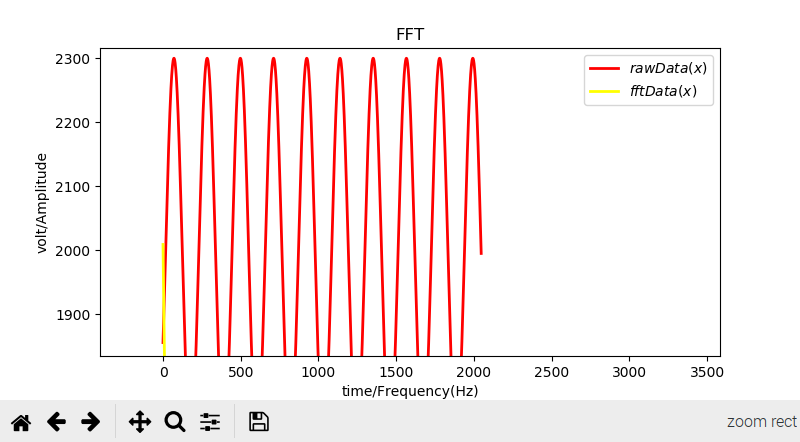 FFT
rawData(x)
fftData(x)
volt/Amplitude
2300
2200
2100
2000
1900
0 500 1000 1500 2000 2500 3000 3500
time/Frequency(Hz)
zoom rect